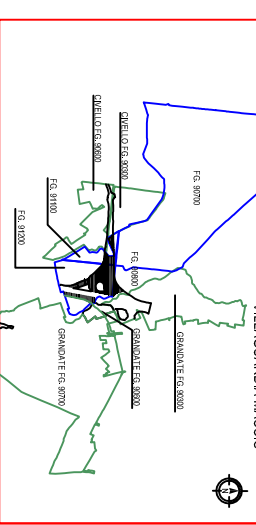 FG. 90700
CIVELLO FG. 90300
CIVELLO FG. 90600
FG. 91100
FG. 91200
FG. 90800
GRANDATE FG. 90300
GRANDATE FG. 90600
GRANDATE FG. 90700
N